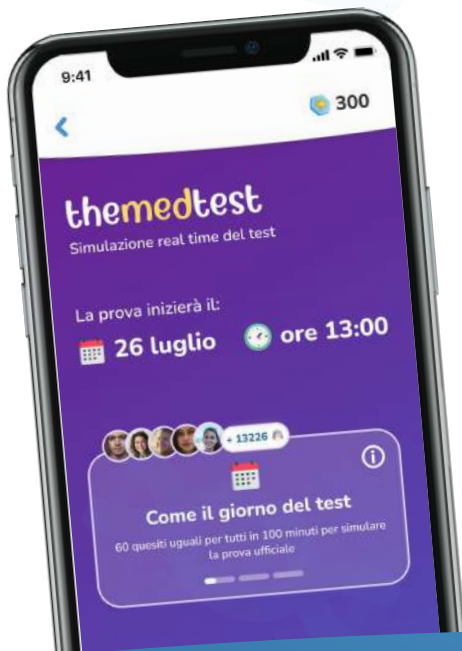 9:41
300
themedtest
Simulazione real time del test
La prova inizierà il:
26 luglio ore 13:00
+ 13226
Come il giorno del test
60 quesiti uguali per tutti in 100 minuti per simulare
la prova ufficiale